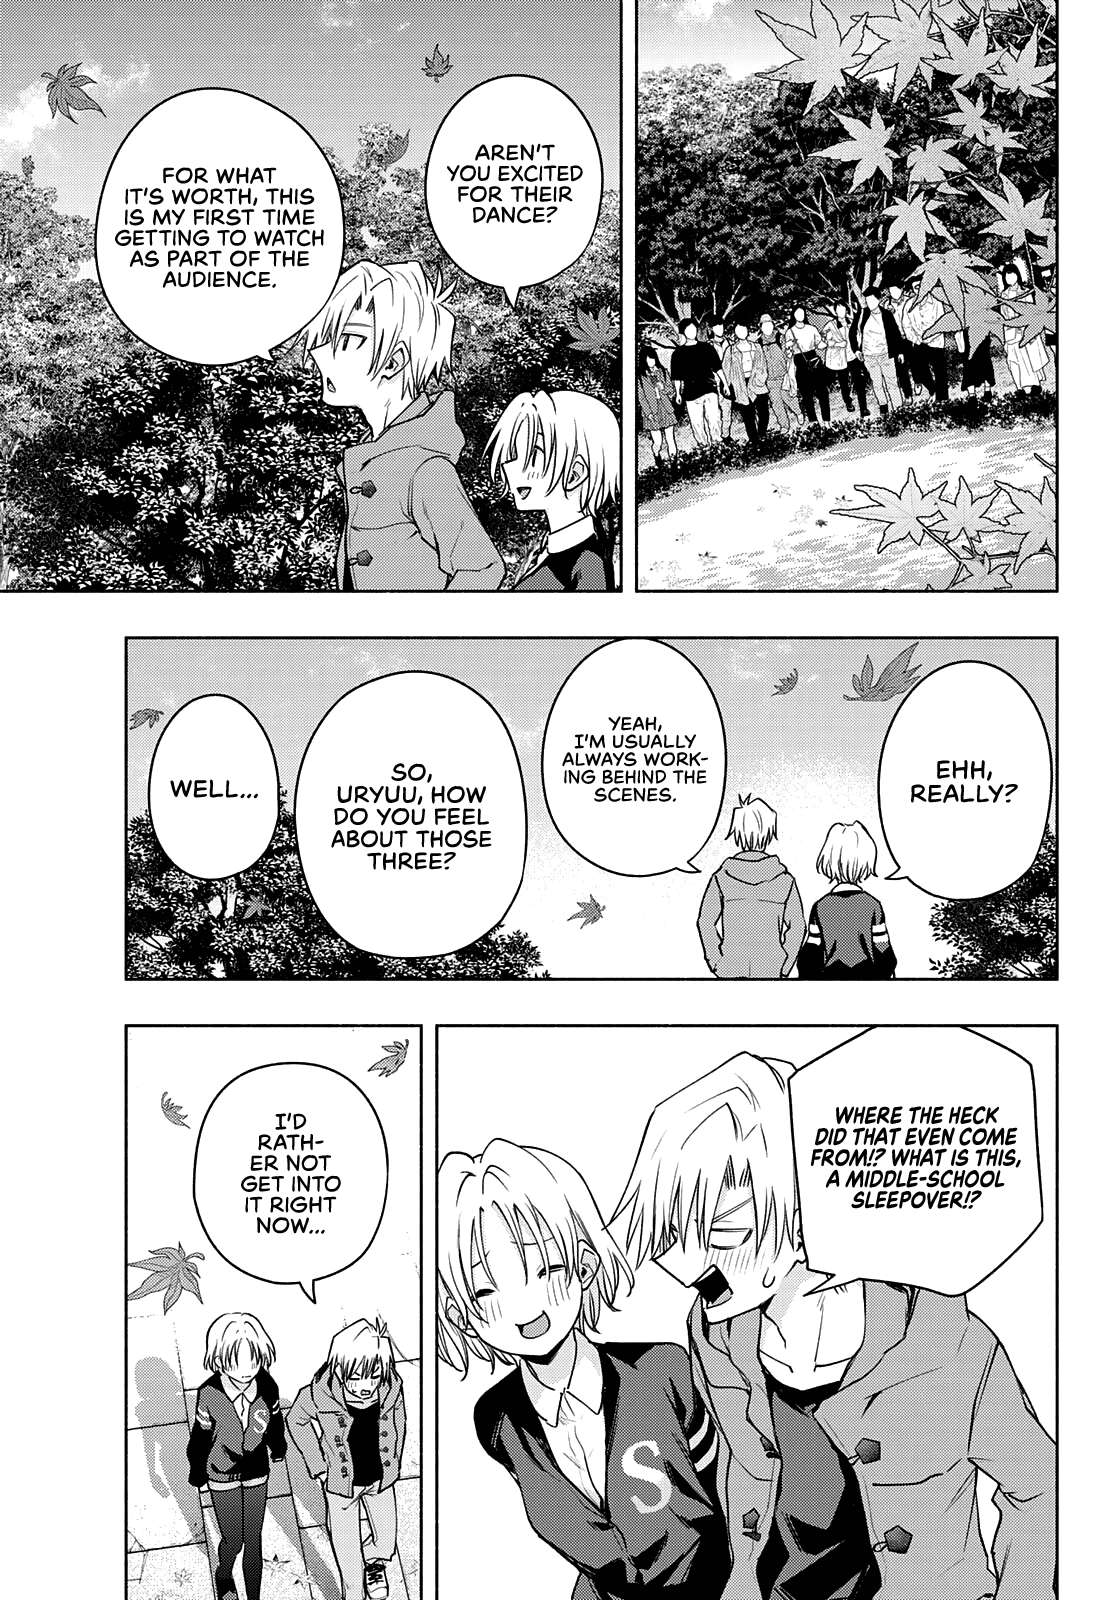 AREN'T
YOU EXCITED
FOR THEIR
DANCE?
FOR WHAT
IT'S WORTH, THIS
IS MY FIRST TIME
GETTING TO WATCH
AS PART OF THE
AUDIENCE.
EHH,
REALLY?
YEAH,
I'M USUALLY
ALWAYS WORK-
ING BEHIND THE
SCENES.
SO,
URYUU, HOW
DO YOU FEEL
ABOUT THOSE
THREE?
WELL...
WHERE THE HECK
DID THAT EVEN COME
FROM!? WHAT IS THIS,
A MIDDLE-SCHOOL
SLEEPOVER!?
S
I'D
RATH-
ER NOT
GET INTO
IT RIGHT
NOW...
S